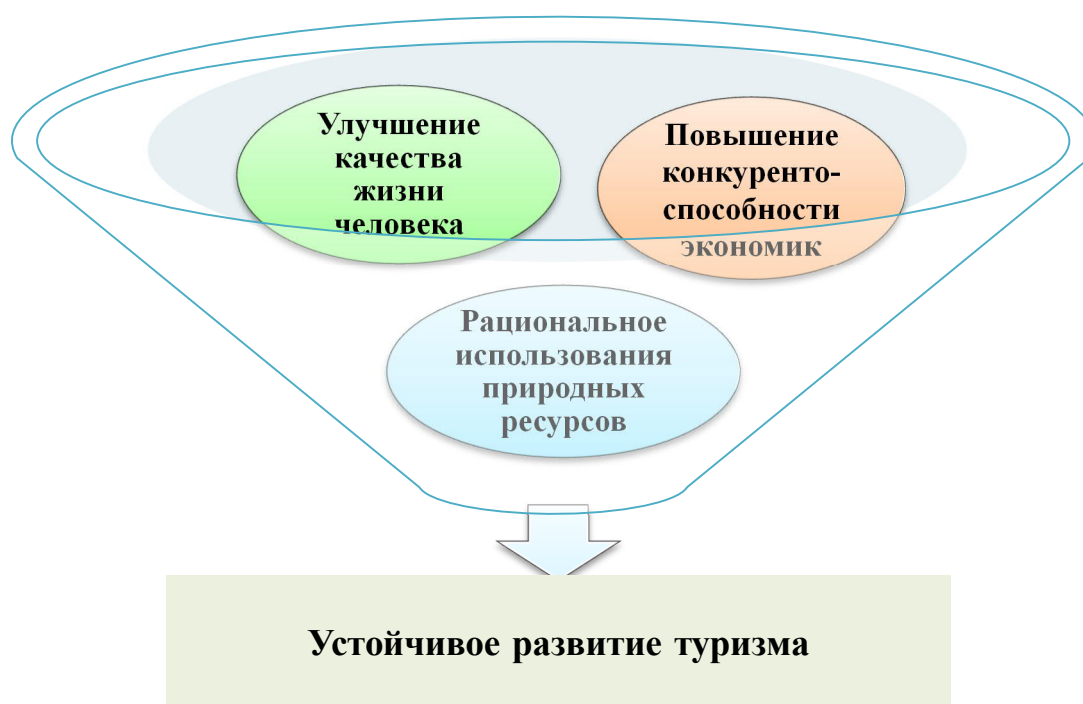 Улучшение
качества
жизни
человека
Повышение
конкуренто-
способности
экономик
Рациональное
использования
природных
ресурсов
Устойчивое развитие туризма